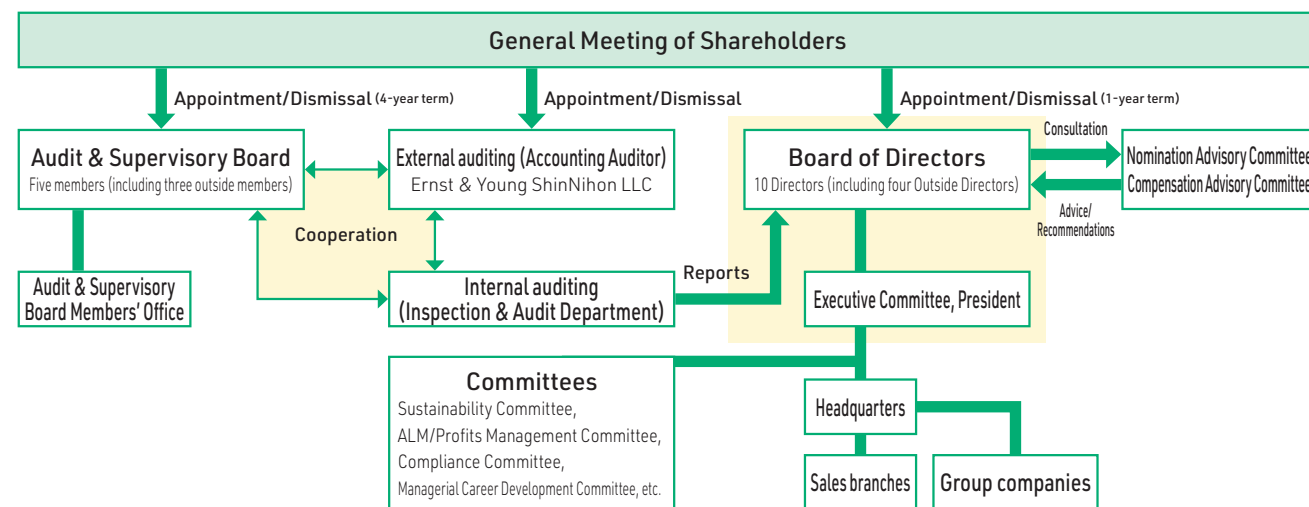 General Meeting of Shareholders
Appointment/Dismissal (4-year term)
Appointment/Dismissal
Appointment/Dismissal (1-year term)
Audit & Supervisory Board
Five members (including three outside members)
External auditing (Accounting Auditor)
Ernst & Young ShinNihon LLC
Board of Directors
10 Directors (including four Outside Directors)
Consultation
Nomination Advisory Committee
Compensation Advisory Committee
Advice/
Recommendations
Cooperation
Audit & Supervisory
Board Members’ Office
Internal auditing
(Inspection & Audit Department)
Reports
Executive Committee, President
Committees
Sustainability Committee,
ALM/Profits Management Committee,
Compliance Committee,
Managerial Career Development Committee, etc.
Headquarters
Sales branches
Group companies